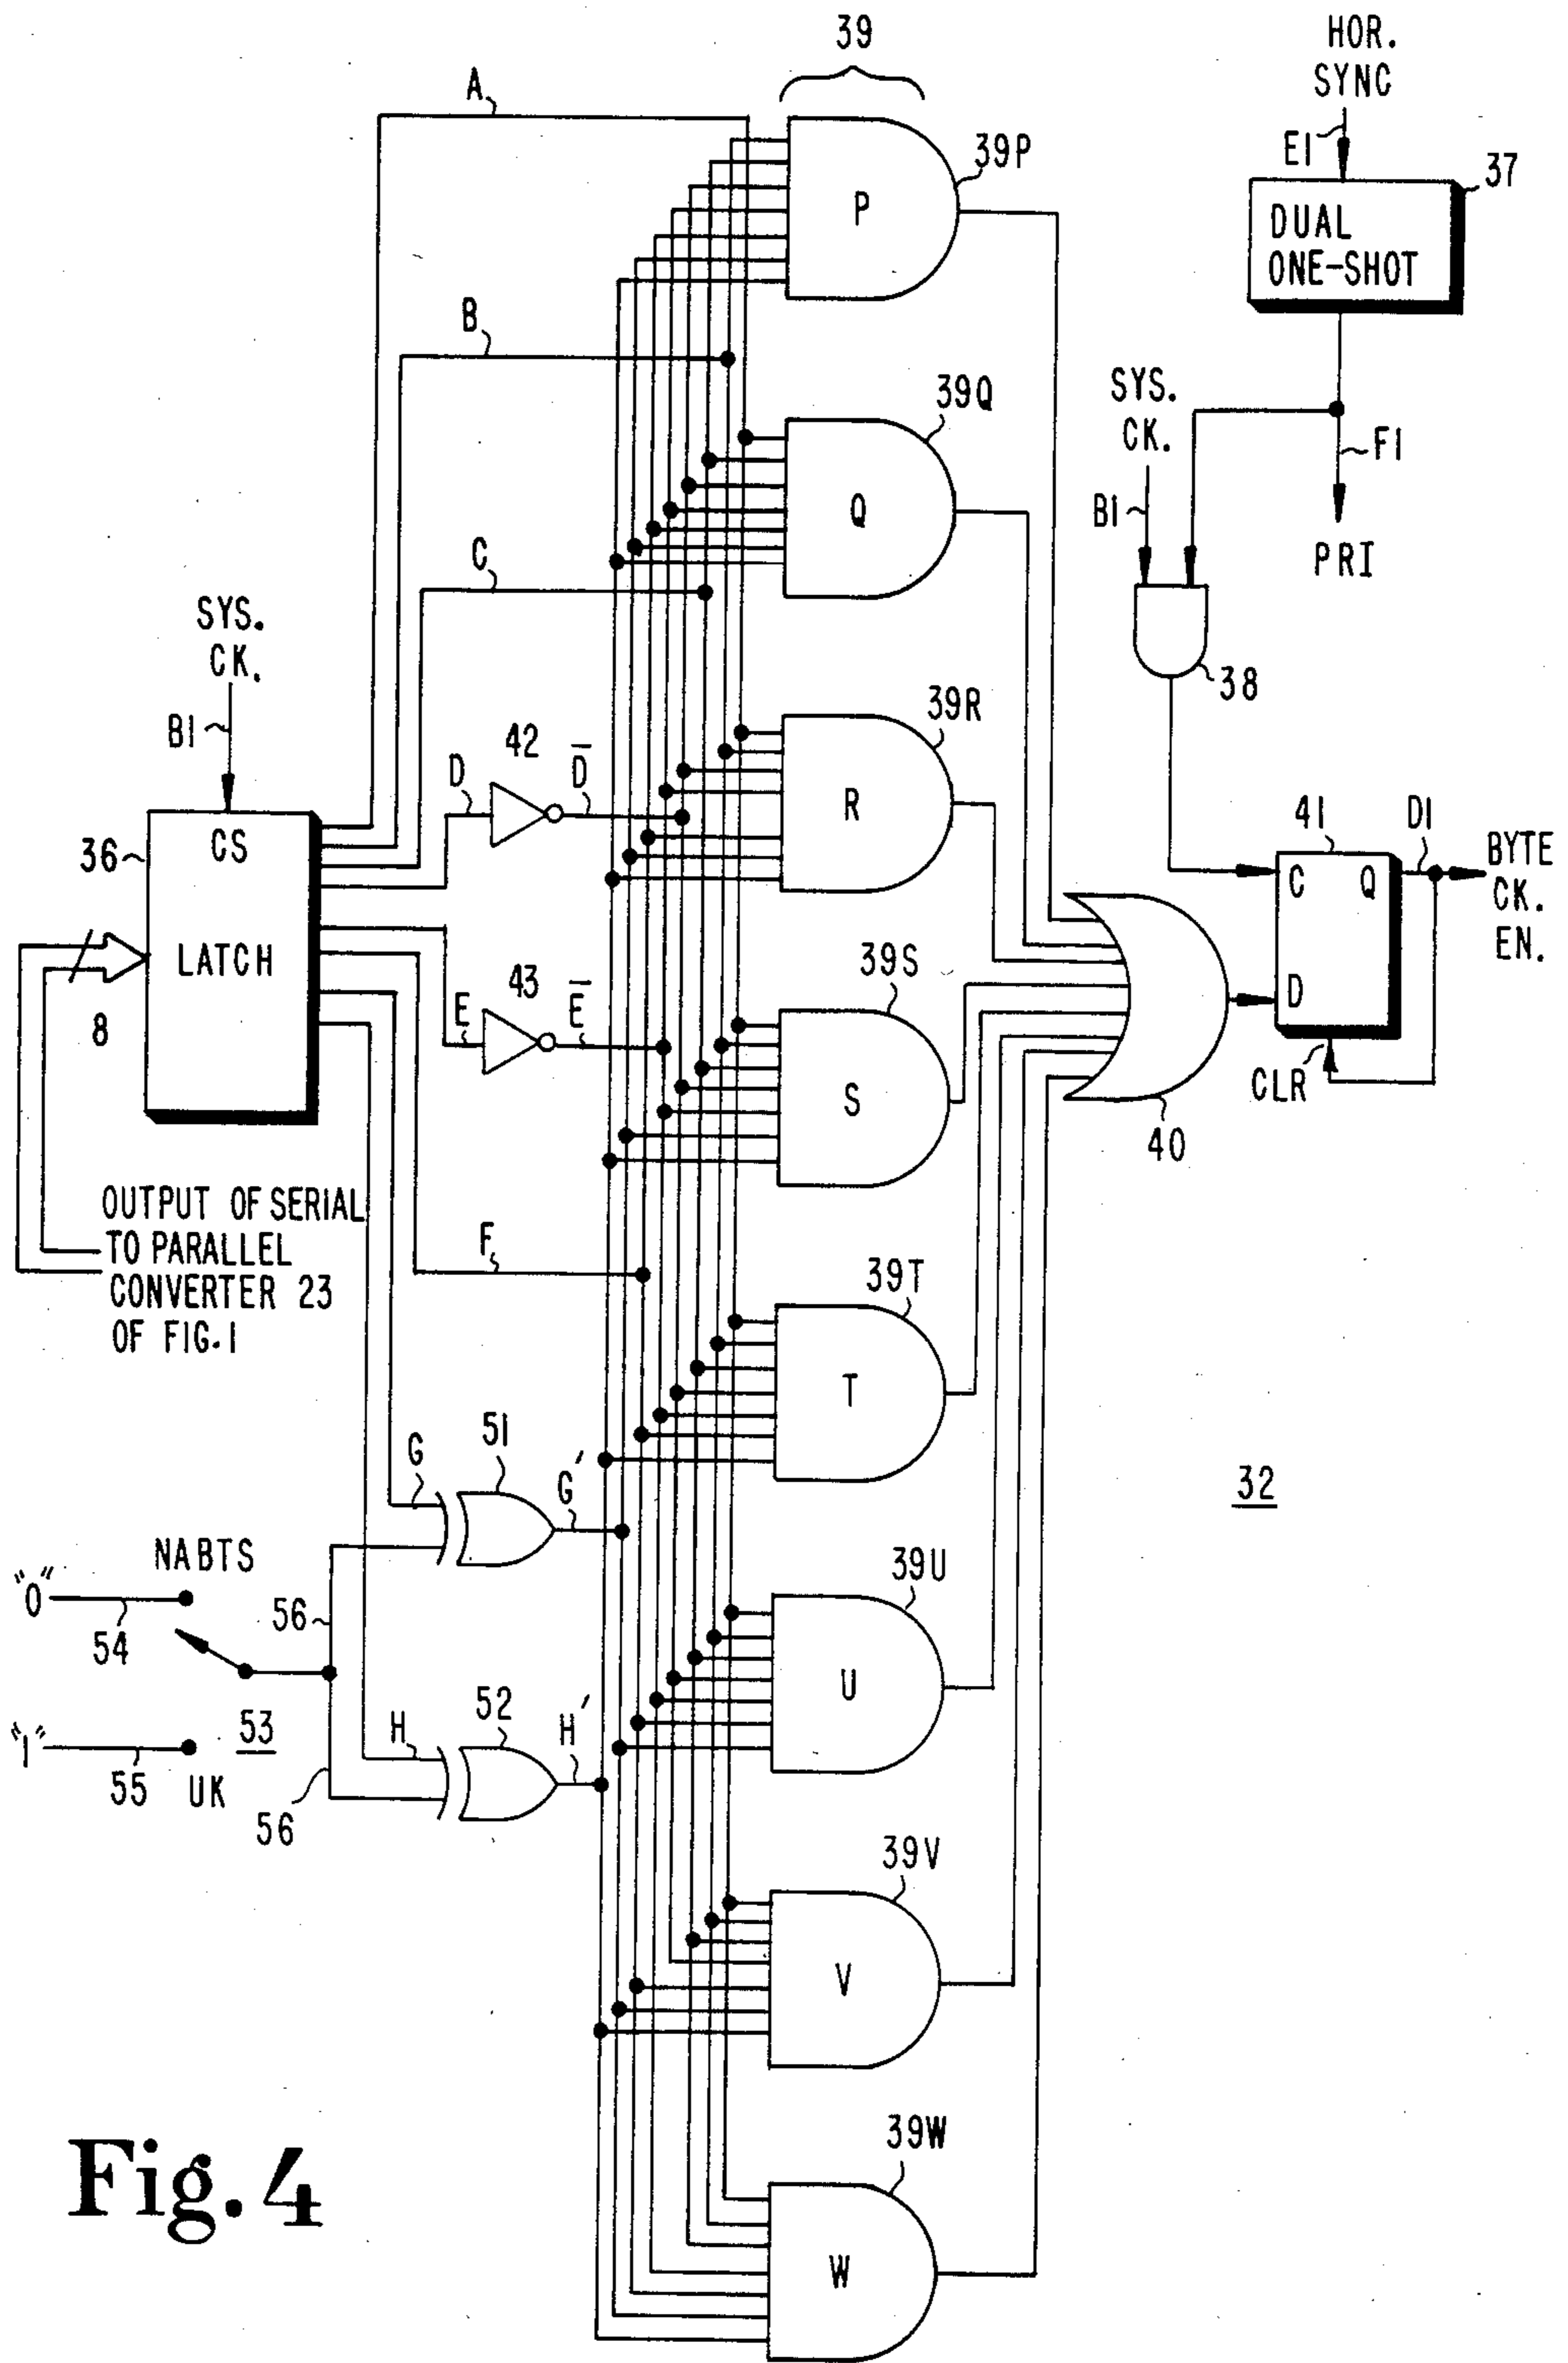 39
HOR.
SYNC
E1
37
DUAL
ONE-SHOT
A
39P
P
B
39Q
Q
SYS.
CK.
B1
F1
PRI
C
38
SYS.
CK.
B1
39R
R
42
D
D̅
36
CS
LATCH
8
43
E
E̅
39S
S
41
D1
C
Q
D
CLR
BYTE
CK.
EN.
40
OUTPUT OF SERIAL
TO PARALLEL
CONVERTER 23
OF FIG.1
F
39T
T
G
51
G'
32
NABTS
"0"
54
56
39U
U
"1"
55
53
UK
56
H
52
H'
39V
V
39W
W
Fig. 4